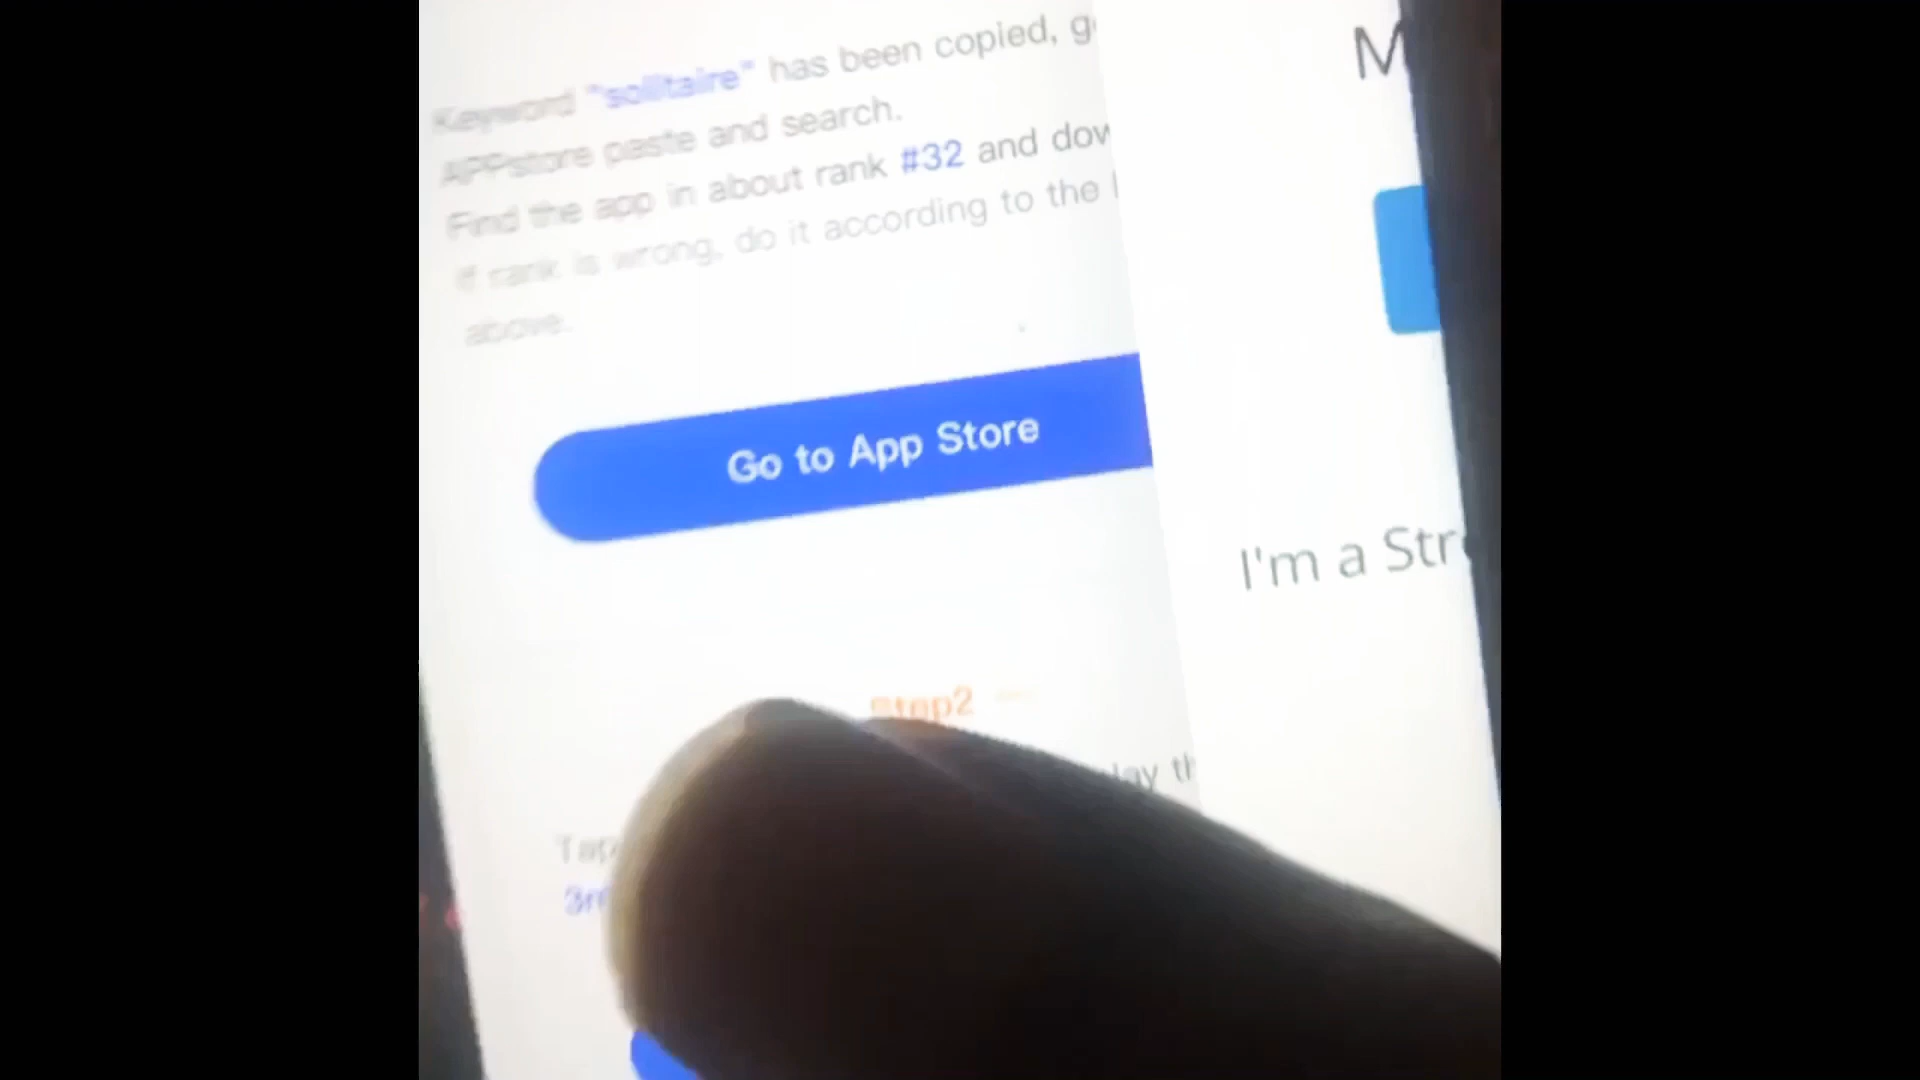 Keyword "solitaire" has been copied, g
APPstore paste and search.
Find the app in about rank #32 and dow
If rank is wrong, do it according to the
above.
Go to App Store
Step2
Tap
M
I'm a Str